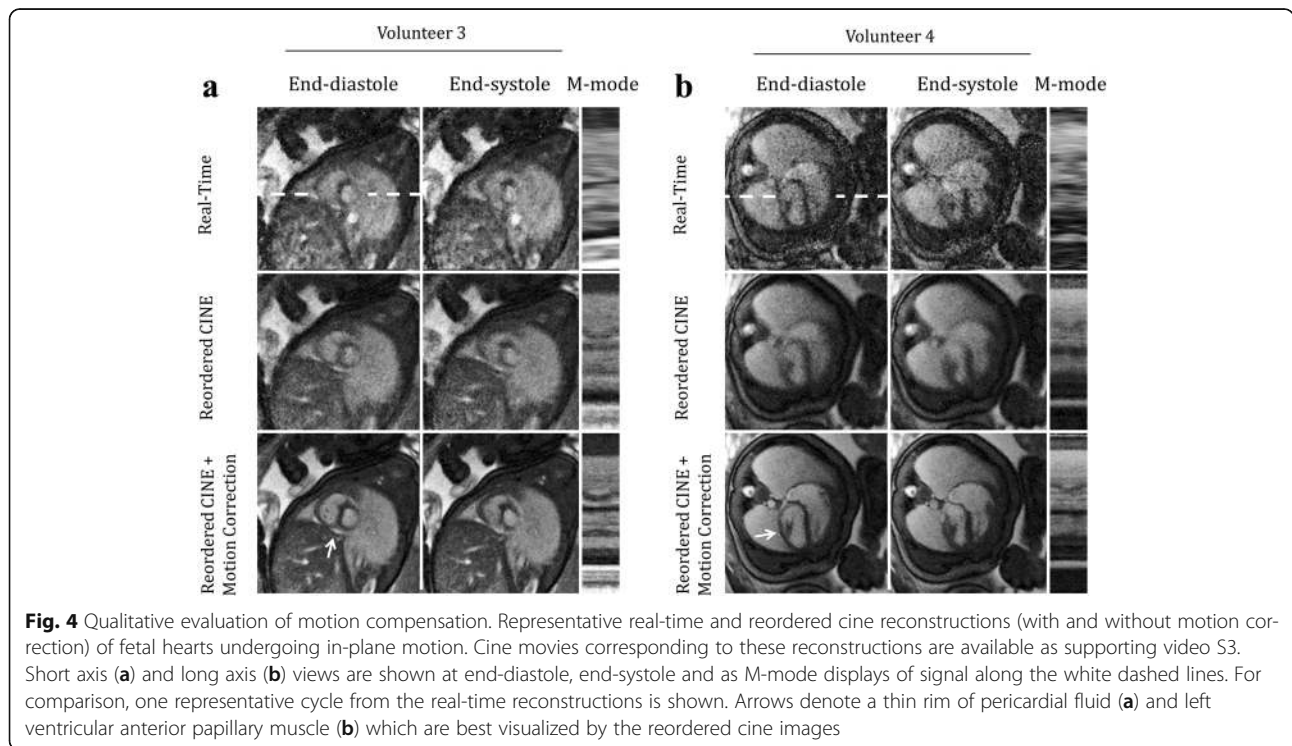 Volunteer 3
Volunteer 4
a
End-diastole
End-systole
M-mode
b
End-diastole
End-systole
M-mode
Real-Time
Real-Time
Reordered CINE
Reordered CINE
Reordered CINE +
Motion Correction
Reordered CINE +
Motion Correction
Fig. 4 Qualitative evaluation of motion compensation. Representative real-time and reordered cine reconstructions (with and without motion cor-
rection) of fetal hearts undergoing in-plane motion. Cine movies corresponding to these reconstructions are available as supporting video S3.
Short axis (a) and long axis (b) views are shown at end-diastole, end-systole and as M-mode displays of signal along the white dashed lines. For
comparison, one representative cycle from the real-time reconstructions is shown. Arrows denote a thin rim of pericardial fluid (a) and left
ventricular anterior papillary muscle (b) which are best visualized by the reordered cine images